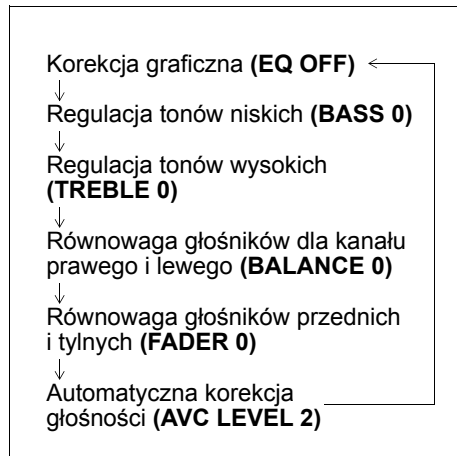 Korekcja graficzna (EQ OFF)
Regulacja tonów niskich (BASS 0)
Regulacja tonów wysokich
(TREBLE 0)
Równowaga głośników dla kanału
prawego i lewego (BALANCE 0)
Równowaga głośników przednich
i tylnych (FADER 0)
Automatyczna korekcja
głośności (AVC LEVEL 2)